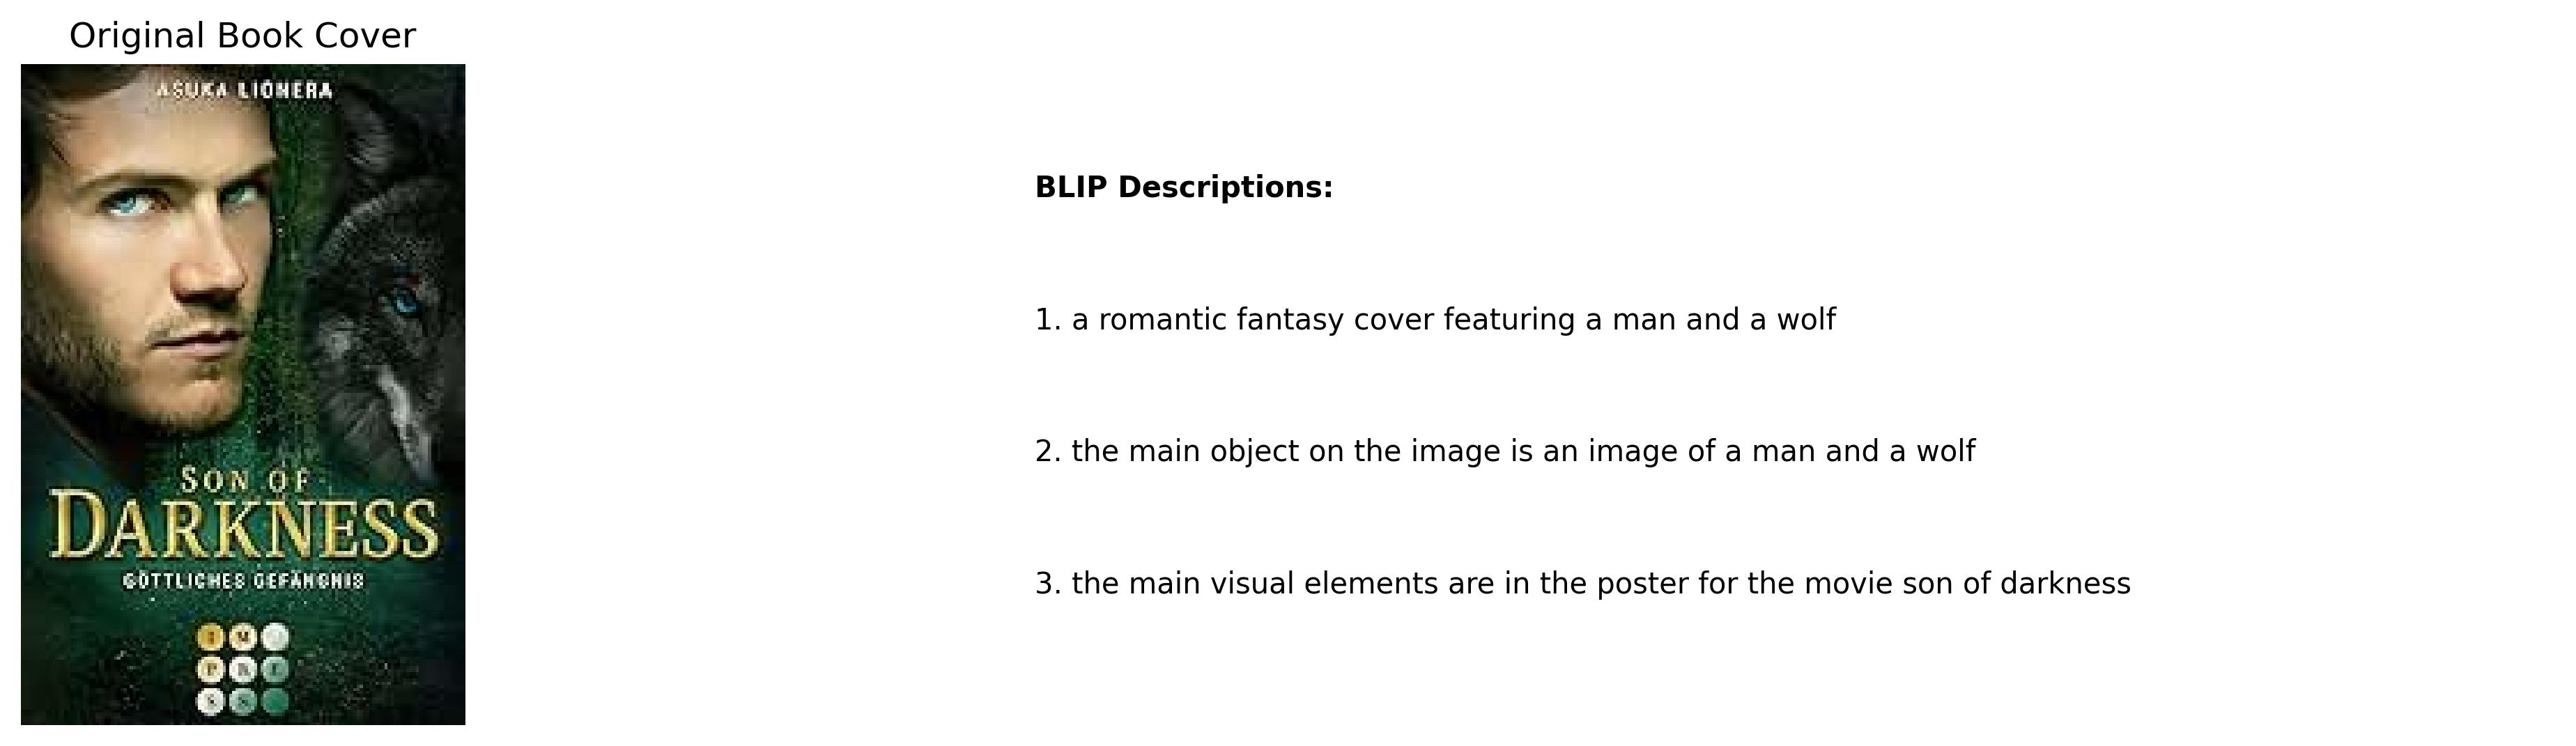 Original Book Cover
ASUKA LIONERA
SON OF
DARKNESS
GÖTTLICHES GEFÄNGNIS
I M
P R E
S S
BLIP Descriptions:
1. a romantic fantasy cover featuring a man and a wolf
2. the main object on the image is an image of a man and a wolf
3. the main visual elements are in the poster for the movie son of darkness